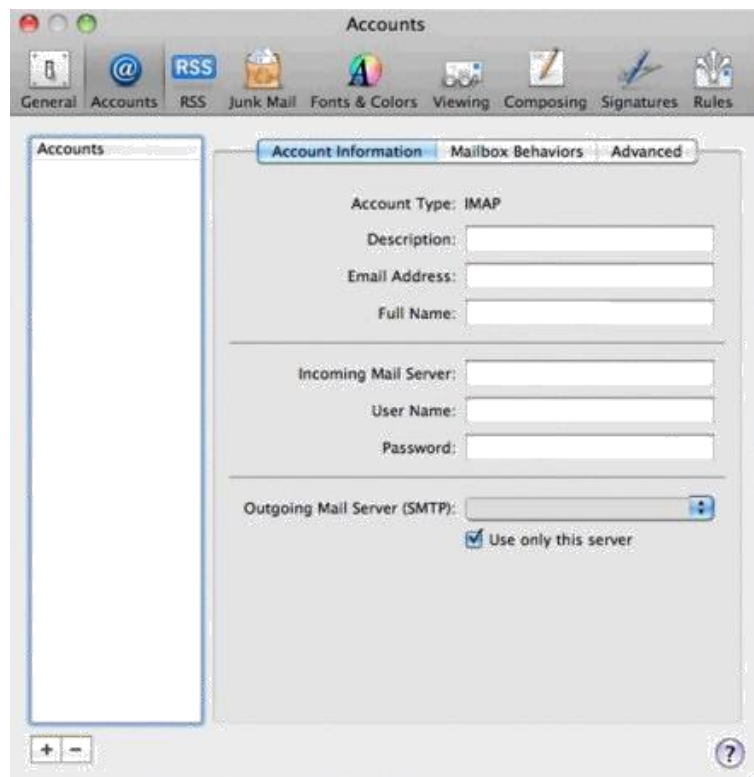 Accounts
General Accounts RSS Junk Mail Fonts & Colors Viewing Composing Signatures Rules
RSS
Accounts
Account Information Mailbox Behaviors Advanced
Account Type: IMAP
Description:
Email Address:
Full Name:
Incoming Mail Server:
User Name:
Password:
Outgoing Mail Server (SMTP):
Use only this server
+ - ?